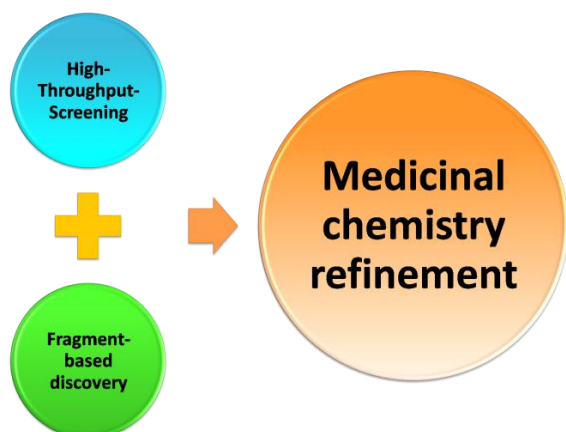 High-
Throughput-
Screening
Medicinal
chemistry
refinement
Fragment-
based
discovery